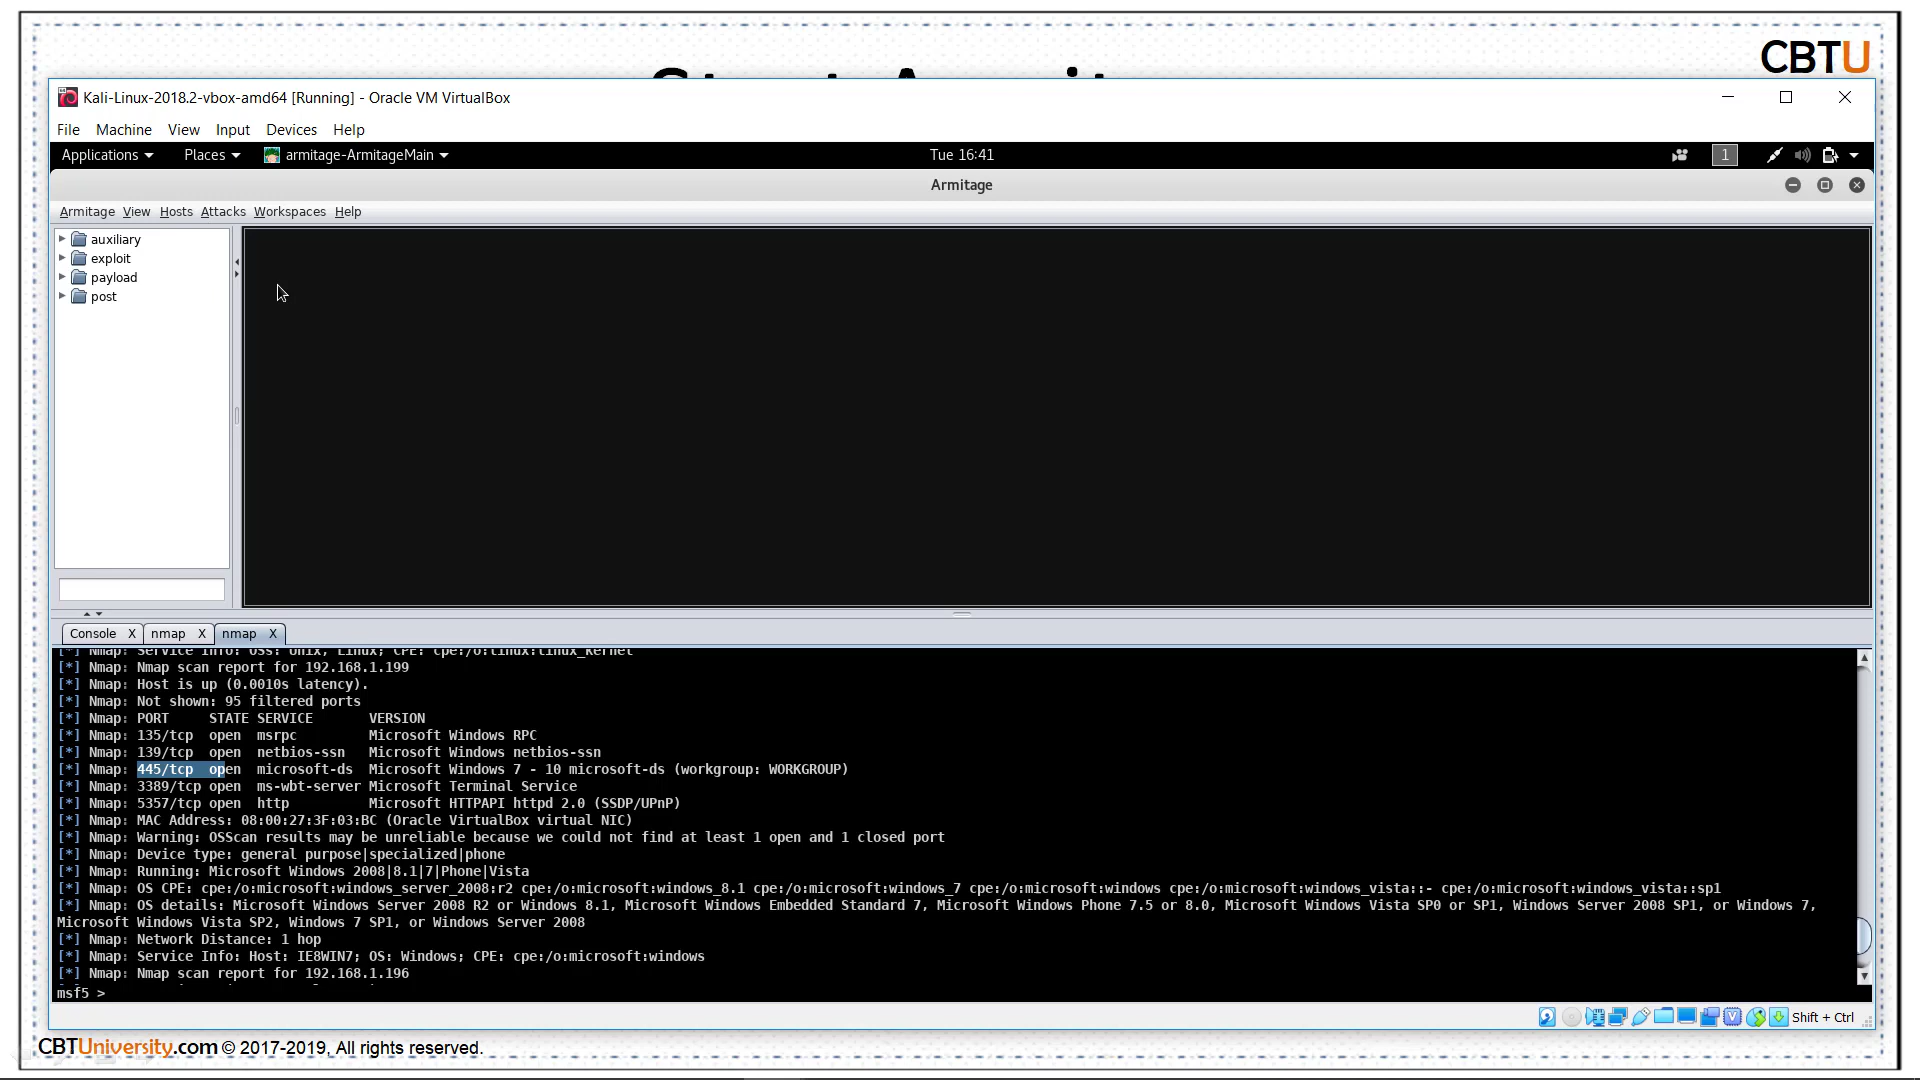 CBTU
Kali-Linux-2018.2-vbox-amd64 [Running] - Oracle VM VirtualBox
File Machine View Input Devices Help
Applications Places armitage-ArmitageMain Tue 16:41 1
Armitage
Armitage View Hosts Attacks Workspaces Help
auxiliary
exploit
payload
post
Console X nmap X nmap X
[*] Nmap: Service Info: OSs: Unix, Linux; CPE: cpe:/o:linux:linux_kernel
[*] Nmap: Nmap scan report for 192.168.1.199
[*] Nmap: Host is up (0.0010s latency).
[*] Nmap: Not shown: 95 filtered ports
[*] Nmap: PORT     STATE SERVICE       VERSION
[*] Nmap: 135/tcp  open  msrpc         Microsoft Windows RPC
[*] Nmap: 139/tcp  open  netbios-ssn   Microsoft Windows netbios-ssn
[*] Nmap: 445/tcp  open  microsoft-ds  Microsoft Windows 7 - 10 microsoft-ds (workgroup: WORKGROUP)
[*] Nmap: 3389/tcp open  ms-wbt-server Microsoft Terminal Service
[*] Nmap: 5357/tcp open  http          Microsoft HTTPAPI httpd 2.0 (SSDP/UPnP)
[*] Nmap: MAC Address: 08:00:27:3F:03:BC (Oracle VirtualBox virtual NIC)
[*] Nmap: Warning: OSScan results may be unreliable because we could not find at least 1 open and 1 closed port
[*] Nmap: Device type: general purpose|specialized|phone
[*] Nmap: Running: Microsoft Windows 2008|8.1|7|Phone|Vista
[*] Nmap: OS CPE: cpe:/o:microsoft:windows_server_2008:r2 cpe:/o:microsoft:windows_8.1 cpe:/o:microsoft:windows_7 cpe:/o:microsoft:windows cpe:/o:microsoft:windows_vista::- cpe:/o:microsoft:windows_vista::sp1
[*] Nmap: OS details: Microsoft Windows Server 2008 R2 or Windows 8.1, Microsoft Windows Embedded Standard 7, Microsoft Windows Phone 7.5 or 8.0, Microsoft Windows Vista SP0 or SP1, Windows Server 2008 SP1, or Windows 7,
Microsoft Windows Vista SP2, Windows 7 SP1, or Windows Server 2008
[*] Nmap: Network Distance: 1 hop
[*] Nmap: Service Info: Host: IE8WIN7; OS: Windows; CPE: cpe:/o:microsoft:windows
[*] Nmap: Nmap scan report for 192.168.1.196
msf5 >
Shift + Ctrl
CBTUniversity.com © 2017-2019, All rights reserved.